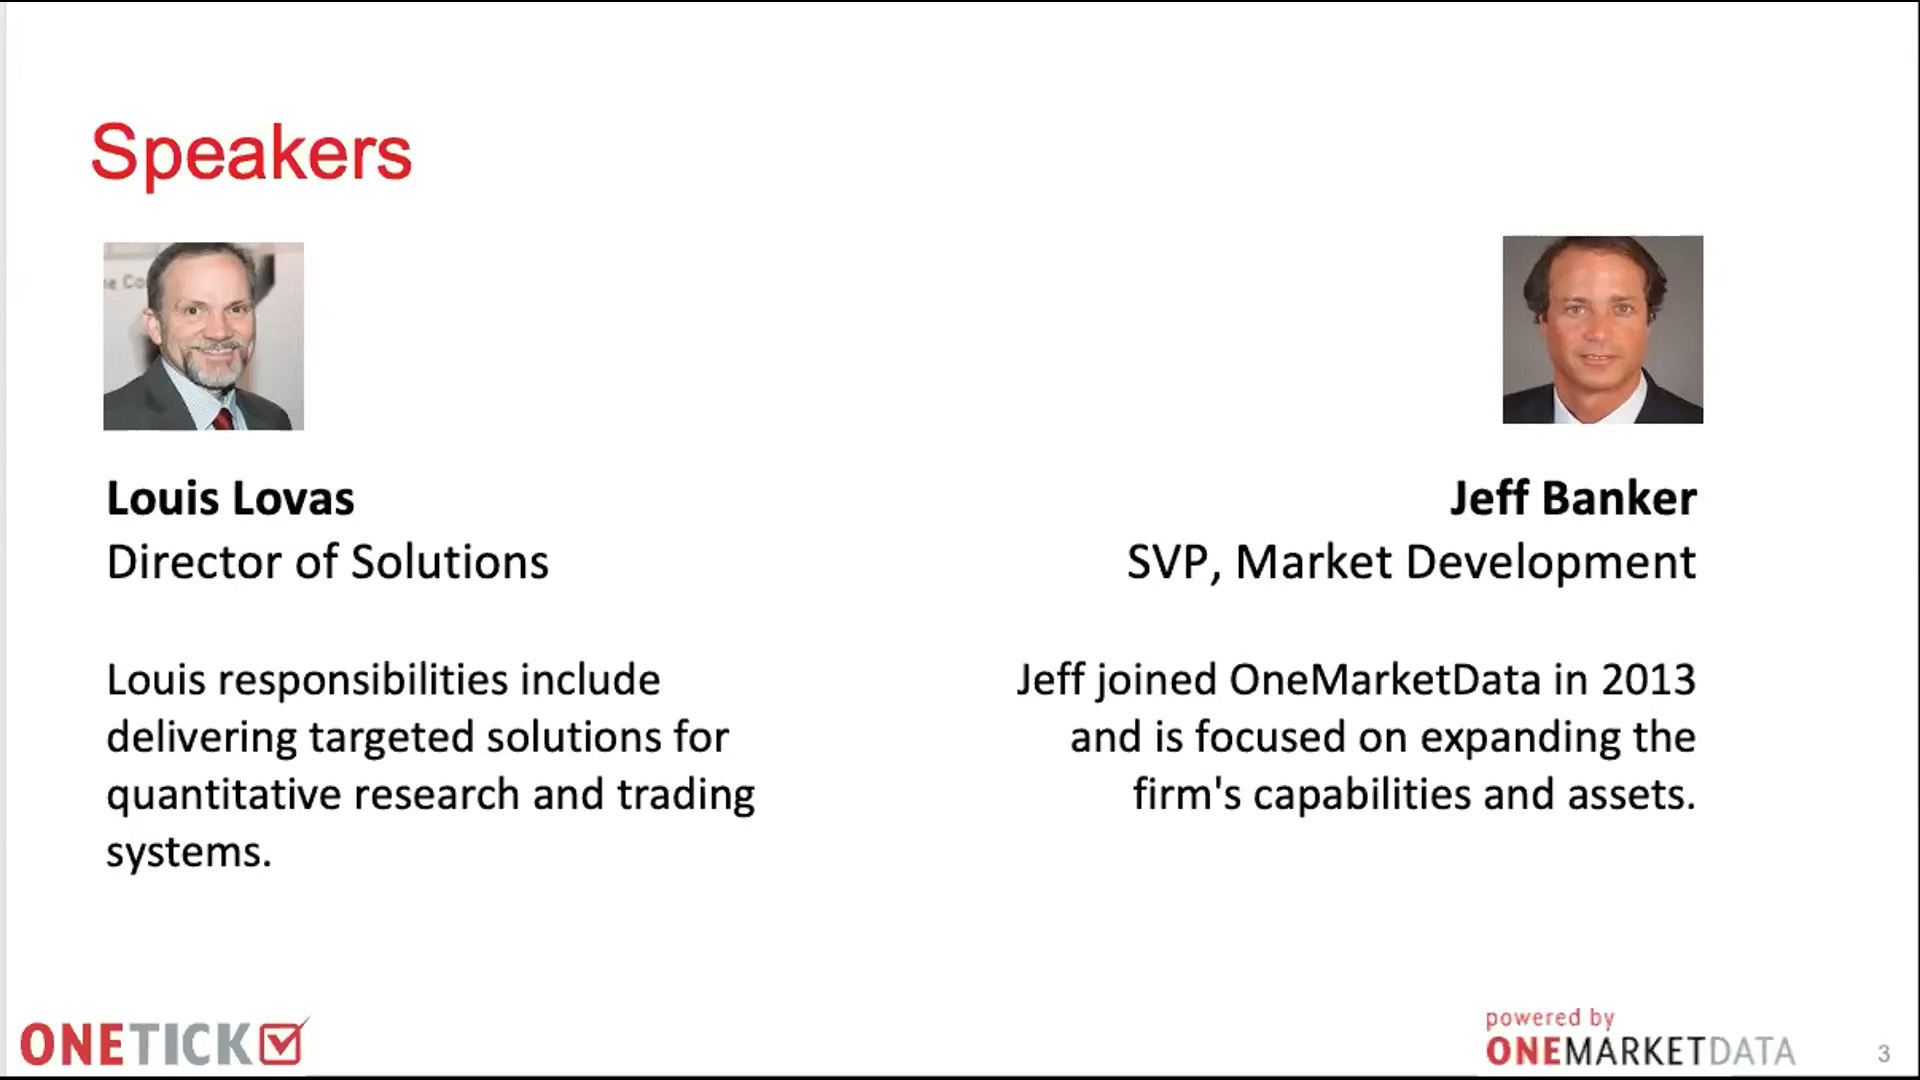 Speakers
ne Co
Louis Lovas
Director of Solutions
Louis responsibilities include
delivering targeted solutions for
quantitative research and trading
systems.
Jeff Banker
SVP, Market Development
Jeff joined OneMarketData in 2013
and is focused on expanding the
firm's capabilities and assets.
ONETICK
powered by
ONEMARKETDATA
3